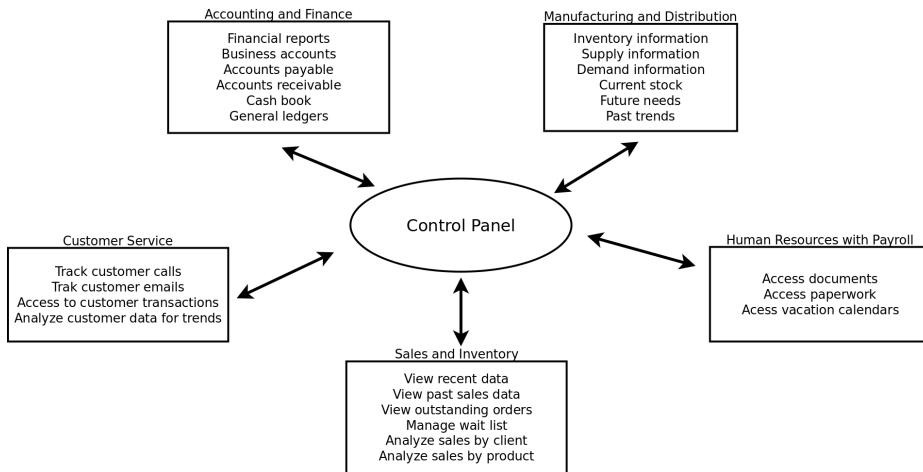 Accounting and Finance
Financial reports
Business accounts
Accounts payable
Accounts receivable
Cash book
General ledgers
Manufacturing and Distribution
Inventory information
Supply information
Demand information
Current stock
Future needs
Past trends
Control Panel
Customer Service
Track customer calls
Trak customer emails
Access to customer transactions
Analyze customer data for trends
Human Resources with Payroll
Access documents
Access paperwork
Acess vacation calendars
Sales and Inventory
View recent data
View past sales data
View outstanding orders
Manage wait list
Analyze sales by client
Analyze sales by product